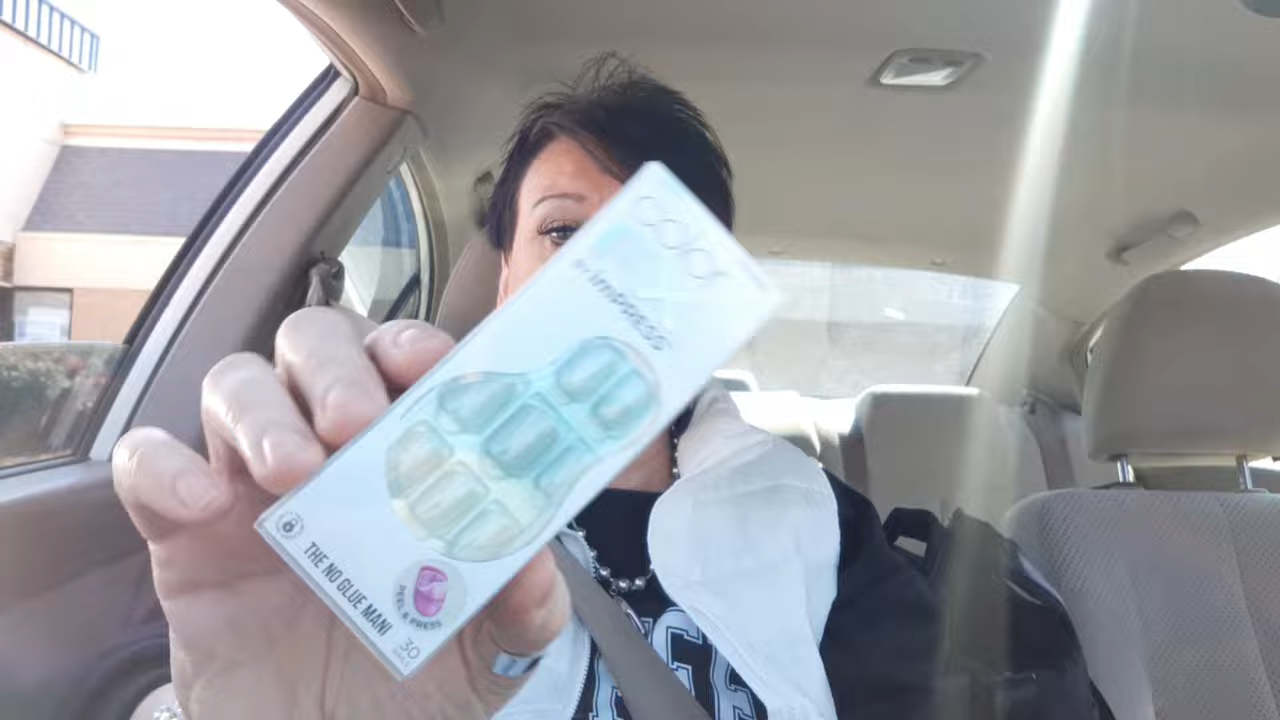 color
BY imPRESS
THE NO GLUE MANI
PEEL & PRESS
30